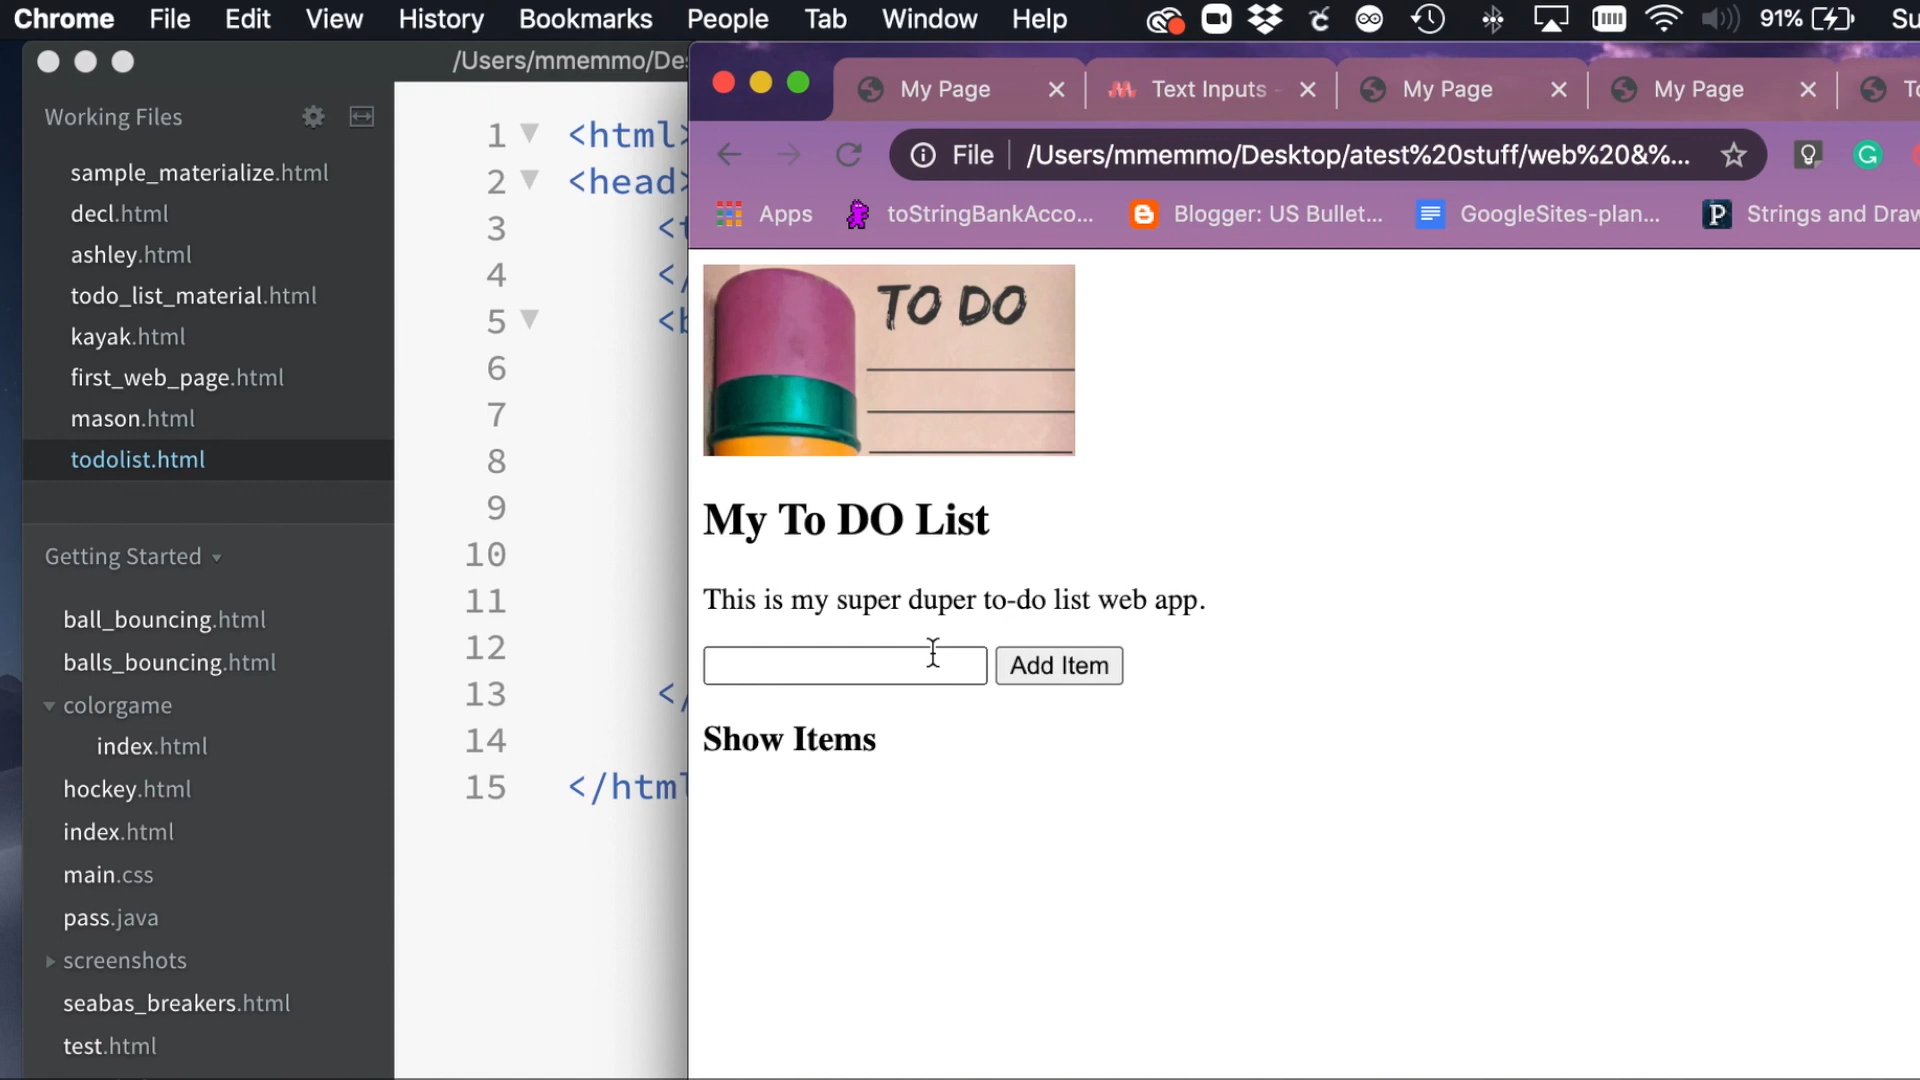 Chrome File Edit View History Bookmarks People Tab Window Help 91% Su
/Users/mmemmo/De
Working Files
sample_materialize.html
decl.html
ashley.html
todo_list_material.html
kayak.html
first_web_page.html
mason.html
todolist.html
Getting Started
ball_bouncing.html
balls_bouncing.html
colorgame
index.html
hockey.html
index.html
main.css
pass.java
screenshots
seabas_breakers.html
test.html
1 <html>
2 <head>
3 <t
4 </
5 <b
6
7
8
9
10
11
12
13 </
14
15 </html
My Page Text Inputs - My Page My Page To
File /Users/mmemmo/Desktop/atest%20stuff/web%20&%...
Apps toStringBankAcco... Blogger: US Bullet... GoogleSites-plan... Strings and Draw
TO DO
My To DO List
This is my super duper to-do list web app.
Add Item
Show Items